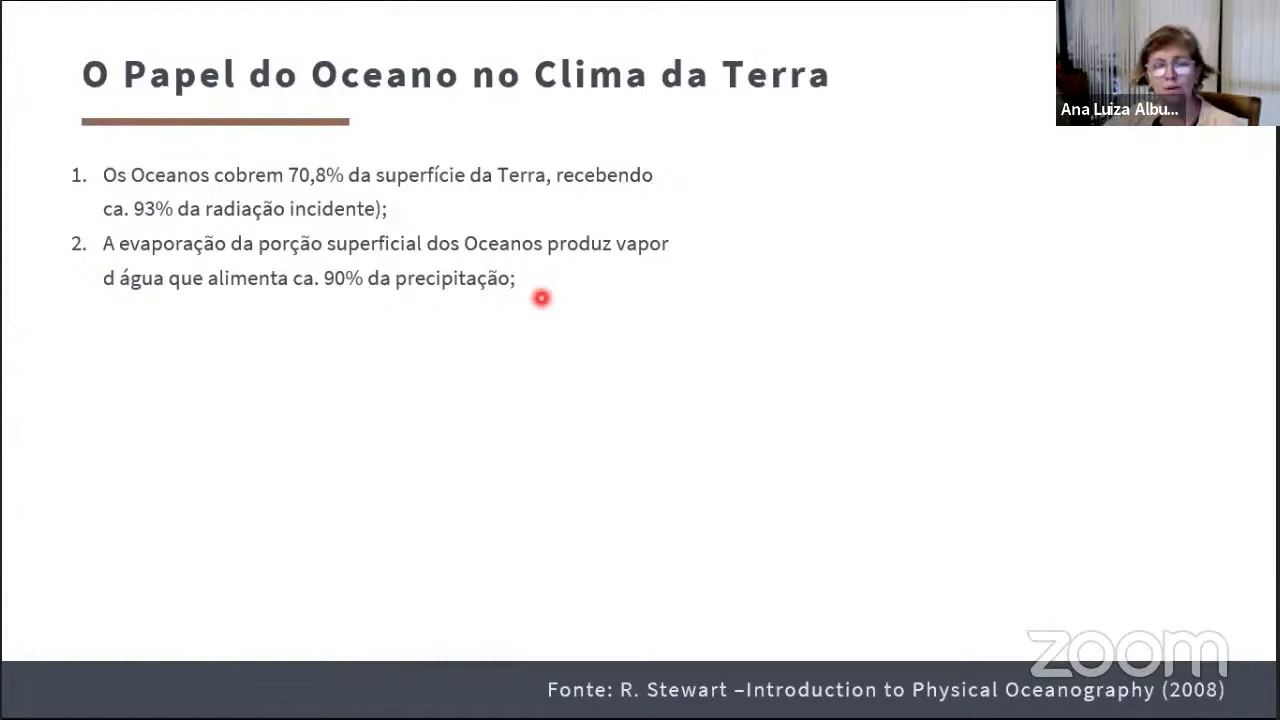 O Papel do Oceano no Clima da Terra
Ana Luiza Albu...
1. Os Oceanos cobrem 70,8% da superfície da Terra, recebendo
ca. 93% da radiação incidente);
2. A evaporação da porção superficial dos Oceanos produz vapor
d água que alimenta ca. 90% da precipitação;
zoom
Fonte: R. Stewart –Introduction to Physical Oceanography (2008)